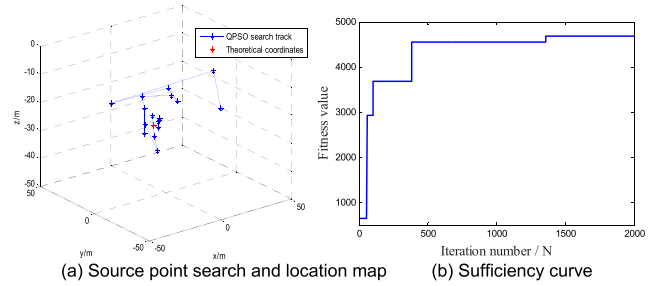 QPSO search track
Theoretical coordinates
0
-10
-20
-30
-40
-50
z/m
50
0
-50
y/m
-50
0
50
x/m
(a) Source point search and location map
5000
4000
3000
2000
1000
Fitness value
0
500
1000
1500
2000
Iteration number / N
(b) Sufficiency curve